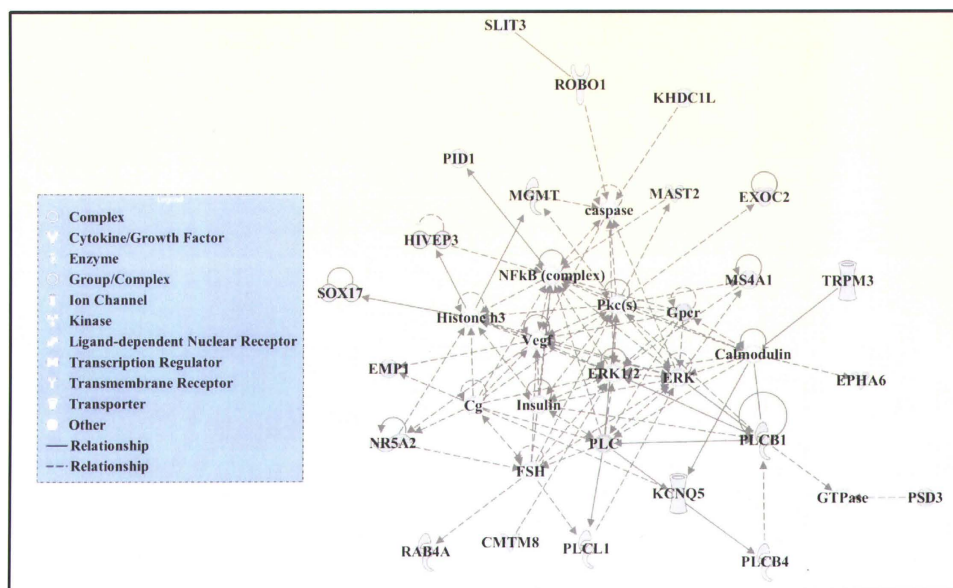 SLIT3
ROBO1
KHDC1L
PID1
MGMT
caspase
MAST2
EXOC2
HIVEP3
NFkB (complex)
MS4A1
TRPM3
SOX17
Histone h3
Pkc(s)
Gpcr
Vegf
Calmodulin
EMP1
ERK1/2
ERK
EPHA6
Cg
Insulin
NR5A2
PLC
PLCB1
FSH
KCNQ5
GTPase
PSD3
RAB4A
CMTM8
PLCL1
PLCB4
Complex
Cytokine/Growth Factor
Enzyme
Group/Complex
Ion Channel
Kinase
Ligand-dependent Nuclear Receptor
Transcription Regulator
Transmembrane Receptor
Transporter
Other
Relationship
Relationship